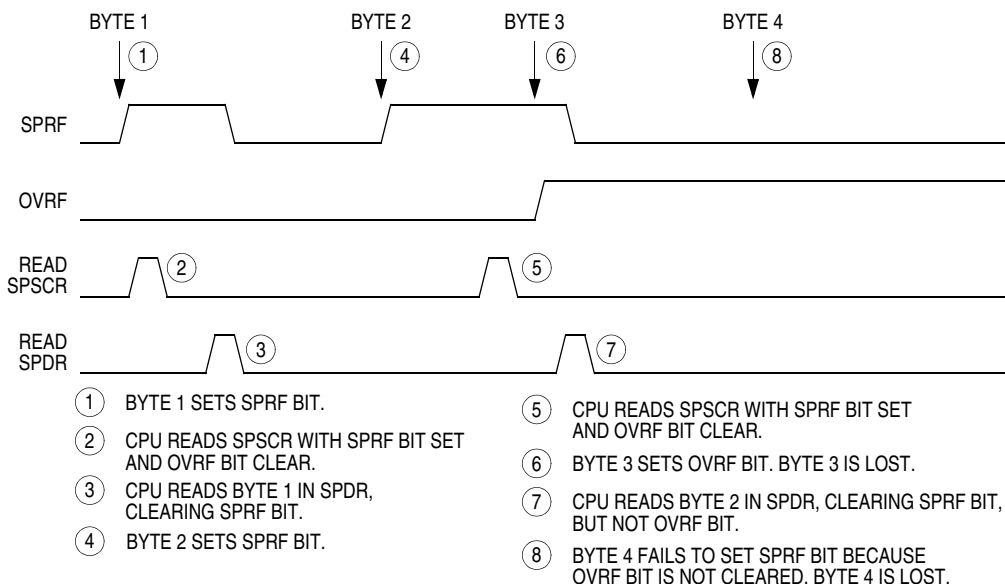 BYTE 1 BYTE 2 BYTE 3 BYTE 4
1 4 6 8
SPRF
OVRF
READ
SPSCR
2 5
READ
SPDR
3 7
1 BYTE 1 SETS SPRF BIT.
2 CPU READS SPSCR WITH SPRF BIT SET
AND OVRF BIT CLEAR.
3 CPU READS BYTE 1 IN SPDR,
CLEARING SPRF BIT.
4 BYTE 2 SETS SPRF BIT.
5 CPU READS SPSCR WITH SPRF BIT SET
AND OVRF BIT CLEAR.
6 BYTE 3 SETS OVRF BIT. BYTE 3 IS LOST.
7 CPU READS BYTE 2 IN SPDR, CLEARING SPRF BIT,
BUT NOT OVRF BIT.
8 BYTE 4 FAILS TO SET SPRF BIT BECAUSE
OVRF BIT IS NOT CLEARED. BYTE 4 IS LOST.